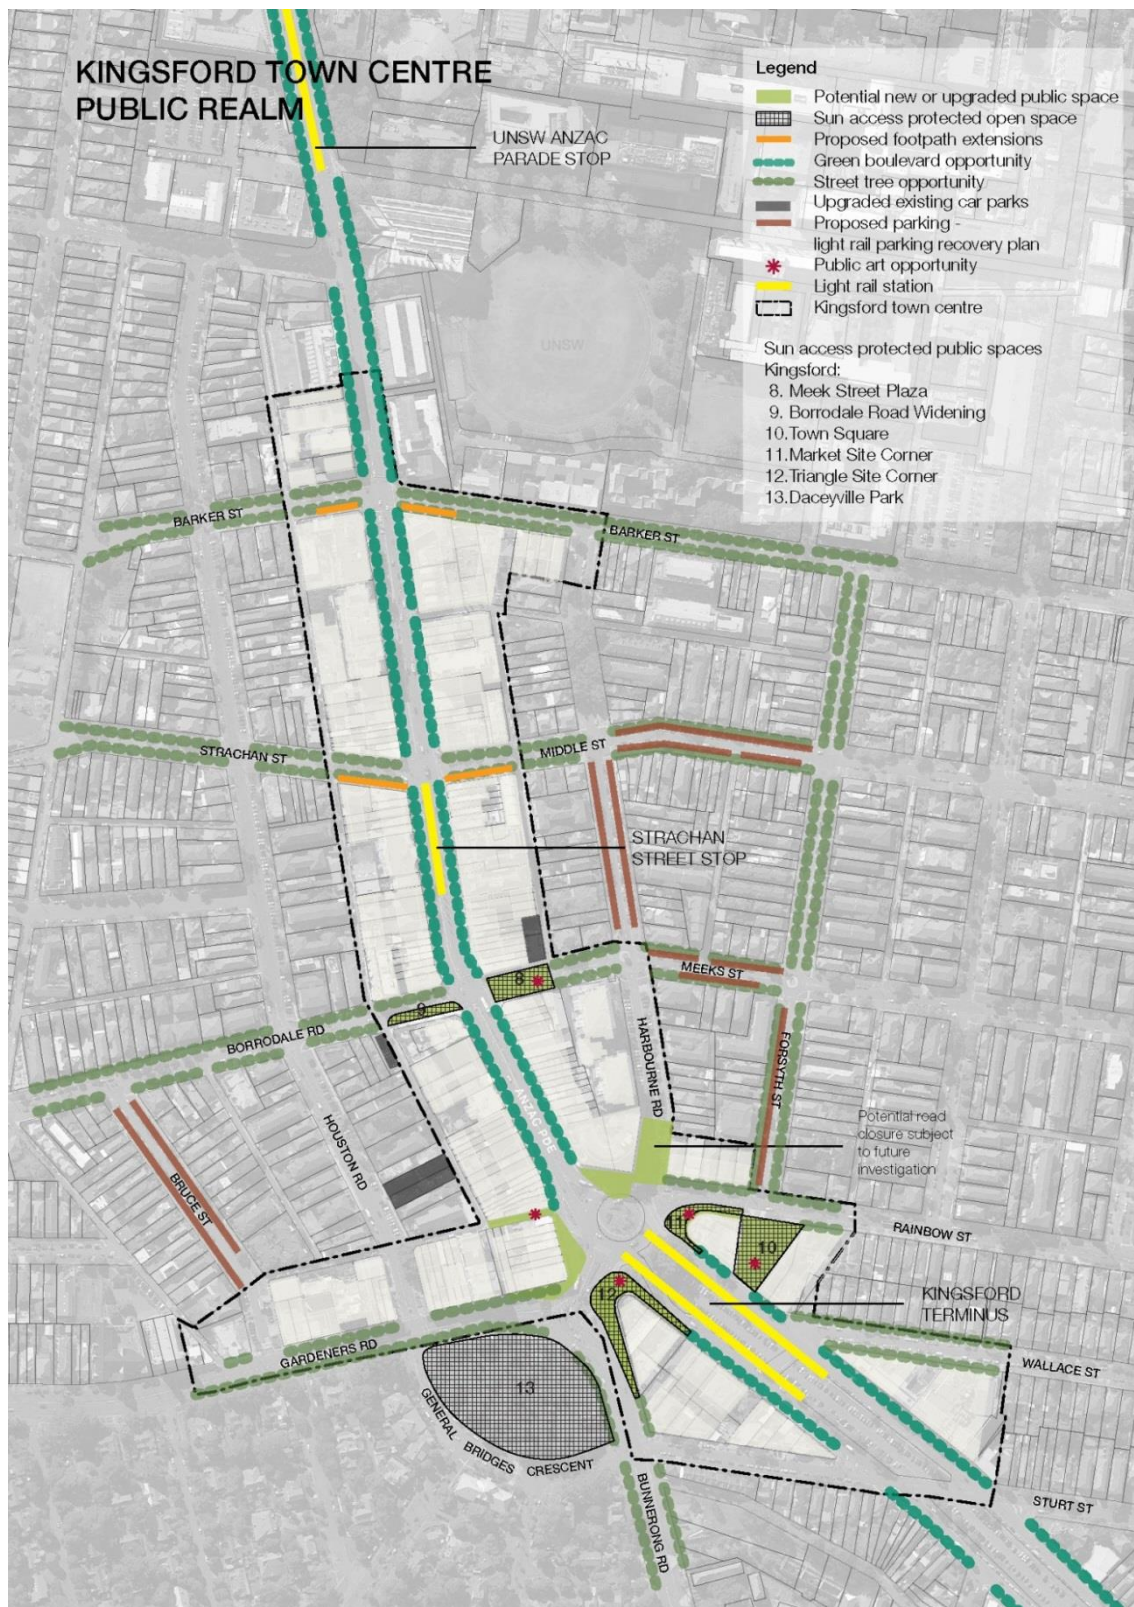 KINGSFORD TOWN CENTRE
PUBLIC REALM
UNSW ANZAC
PARADE STOP
Legend
Potential new or upgraded public space
Sun access protected open space
Proposed footpath extensions
Green boulevard opportunity
Street tree opportunity
Upgraded existing car parks
Proposed parking -
light rail parking recovery plan
Public art opportunity
Light rail station
Kingsford town centre
Sun access protected public spaces
Kingsford:
8. Meek Street Plaza
9. Borrodale Road Widening
10. Town Square
11. Market Site Corner
12. Triangle Site Corner
13. Daceyville Park
UNSW
BARKER ST
BARKER ST
STRACHAN ST
MIDDLE ST
STRACHAN
STREET STOP
MEEKS ST
8
9
BORRODALE RD
HARBOURNE RD
FORSYTH ST
ANZAC PDE
HOUSTON RD
BRUCE ST
Potential road
closure subject
to future
investigation
11
10
RAINBOW ST
12
KINGSFORD
TERMINUS
GARDENERS RD
WALLACE ST
13
GENERAL BRIDGES CRESCENT
BUNNERONG RD
STURT ST